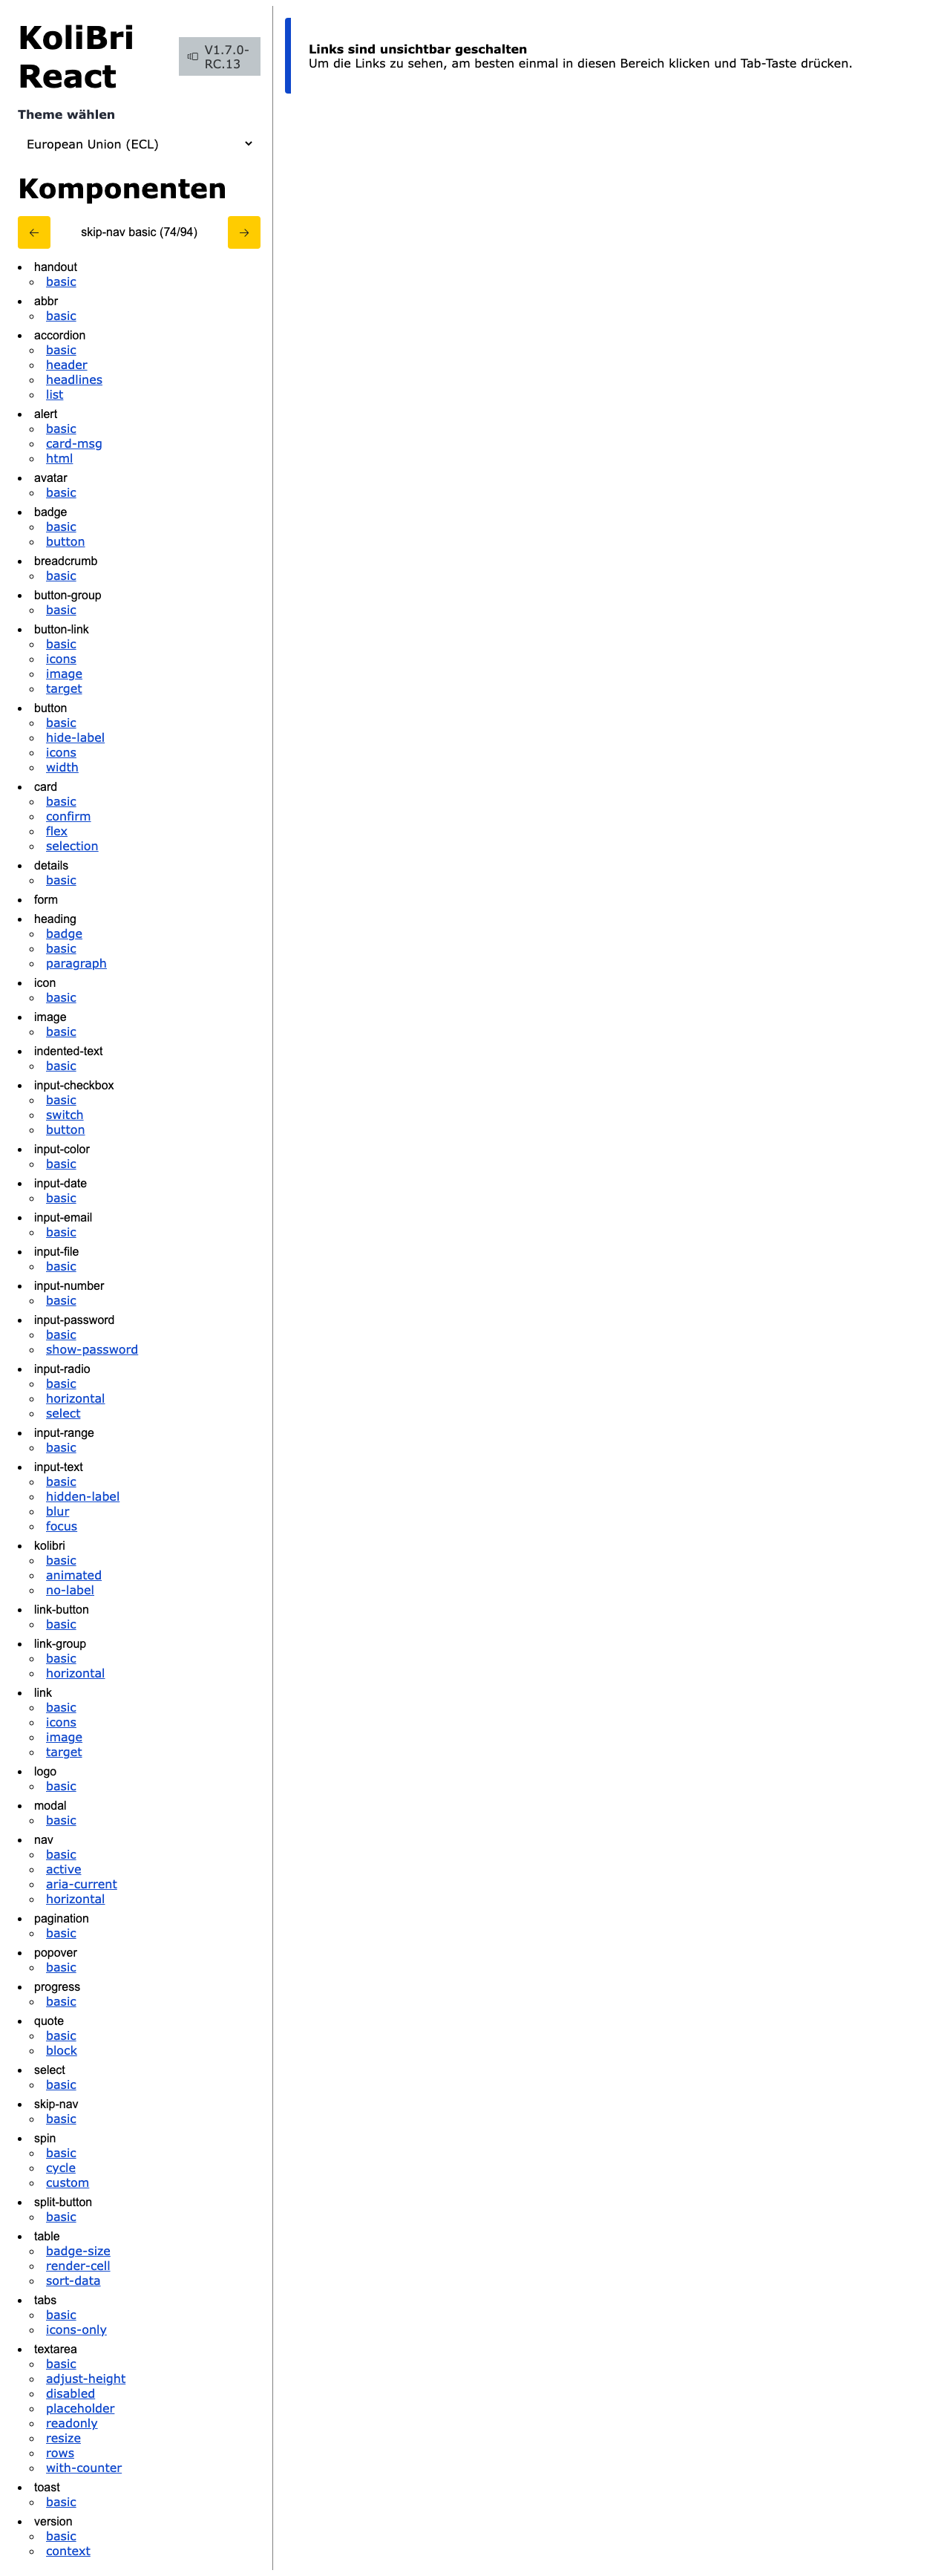 KoliBri
React
V1.7.0-
RC.13
Theme wählen
European Union (ECL)
Komponenten
← skip-nav basic (74/94) →
handout
basic
abbr
basic
accordion
basic
header
headlines
list
alert
basic
card-msg
html
avatar
basic
badge
basic
button
breadcrumb
basic
button-group
basic
button-link
basic
icons
image
target
button
basic
hide-label
icons
width
card
basic
confirm
flex
selection
details
basic
form
heading
badge
basic
paragraph
icon
basic
image
basic
indented-text
basic
input-checkbox
basic
switch
button
input-color
basic
input-date
basic
input-email
basic
input-file
basic
input-number
basic
input-password
basic
show-password
input-radio
basic
horizontal
select
input-range
basic
input-text
basic
hidden-label
blur
focus
kolibri
basic
animated
no-label
link-button
basic
link-group
basic
horizontal
link
basic
icons
image
target
logo
basic
modal
basic
nav
basic
active
aria-current
horizontal
pagination
basic
popover
basic
progress
basic
quote
basic
block
select
basic
skip-nav
basic
spin
basic
cycle
custom
split-button
basic
table
badge-size
render-cell
sort-data
tabs
basic
icons-only
textarea
basic
adjust-height
disabled
placeholder
readonly
resize
rows
with-counter
toast
basic
version
basic
context
Links sind unsichtbar geschalten
Um die Links zu sehen, am besten einmal in diesen Bereich klicken und Tab-Taste drücken.